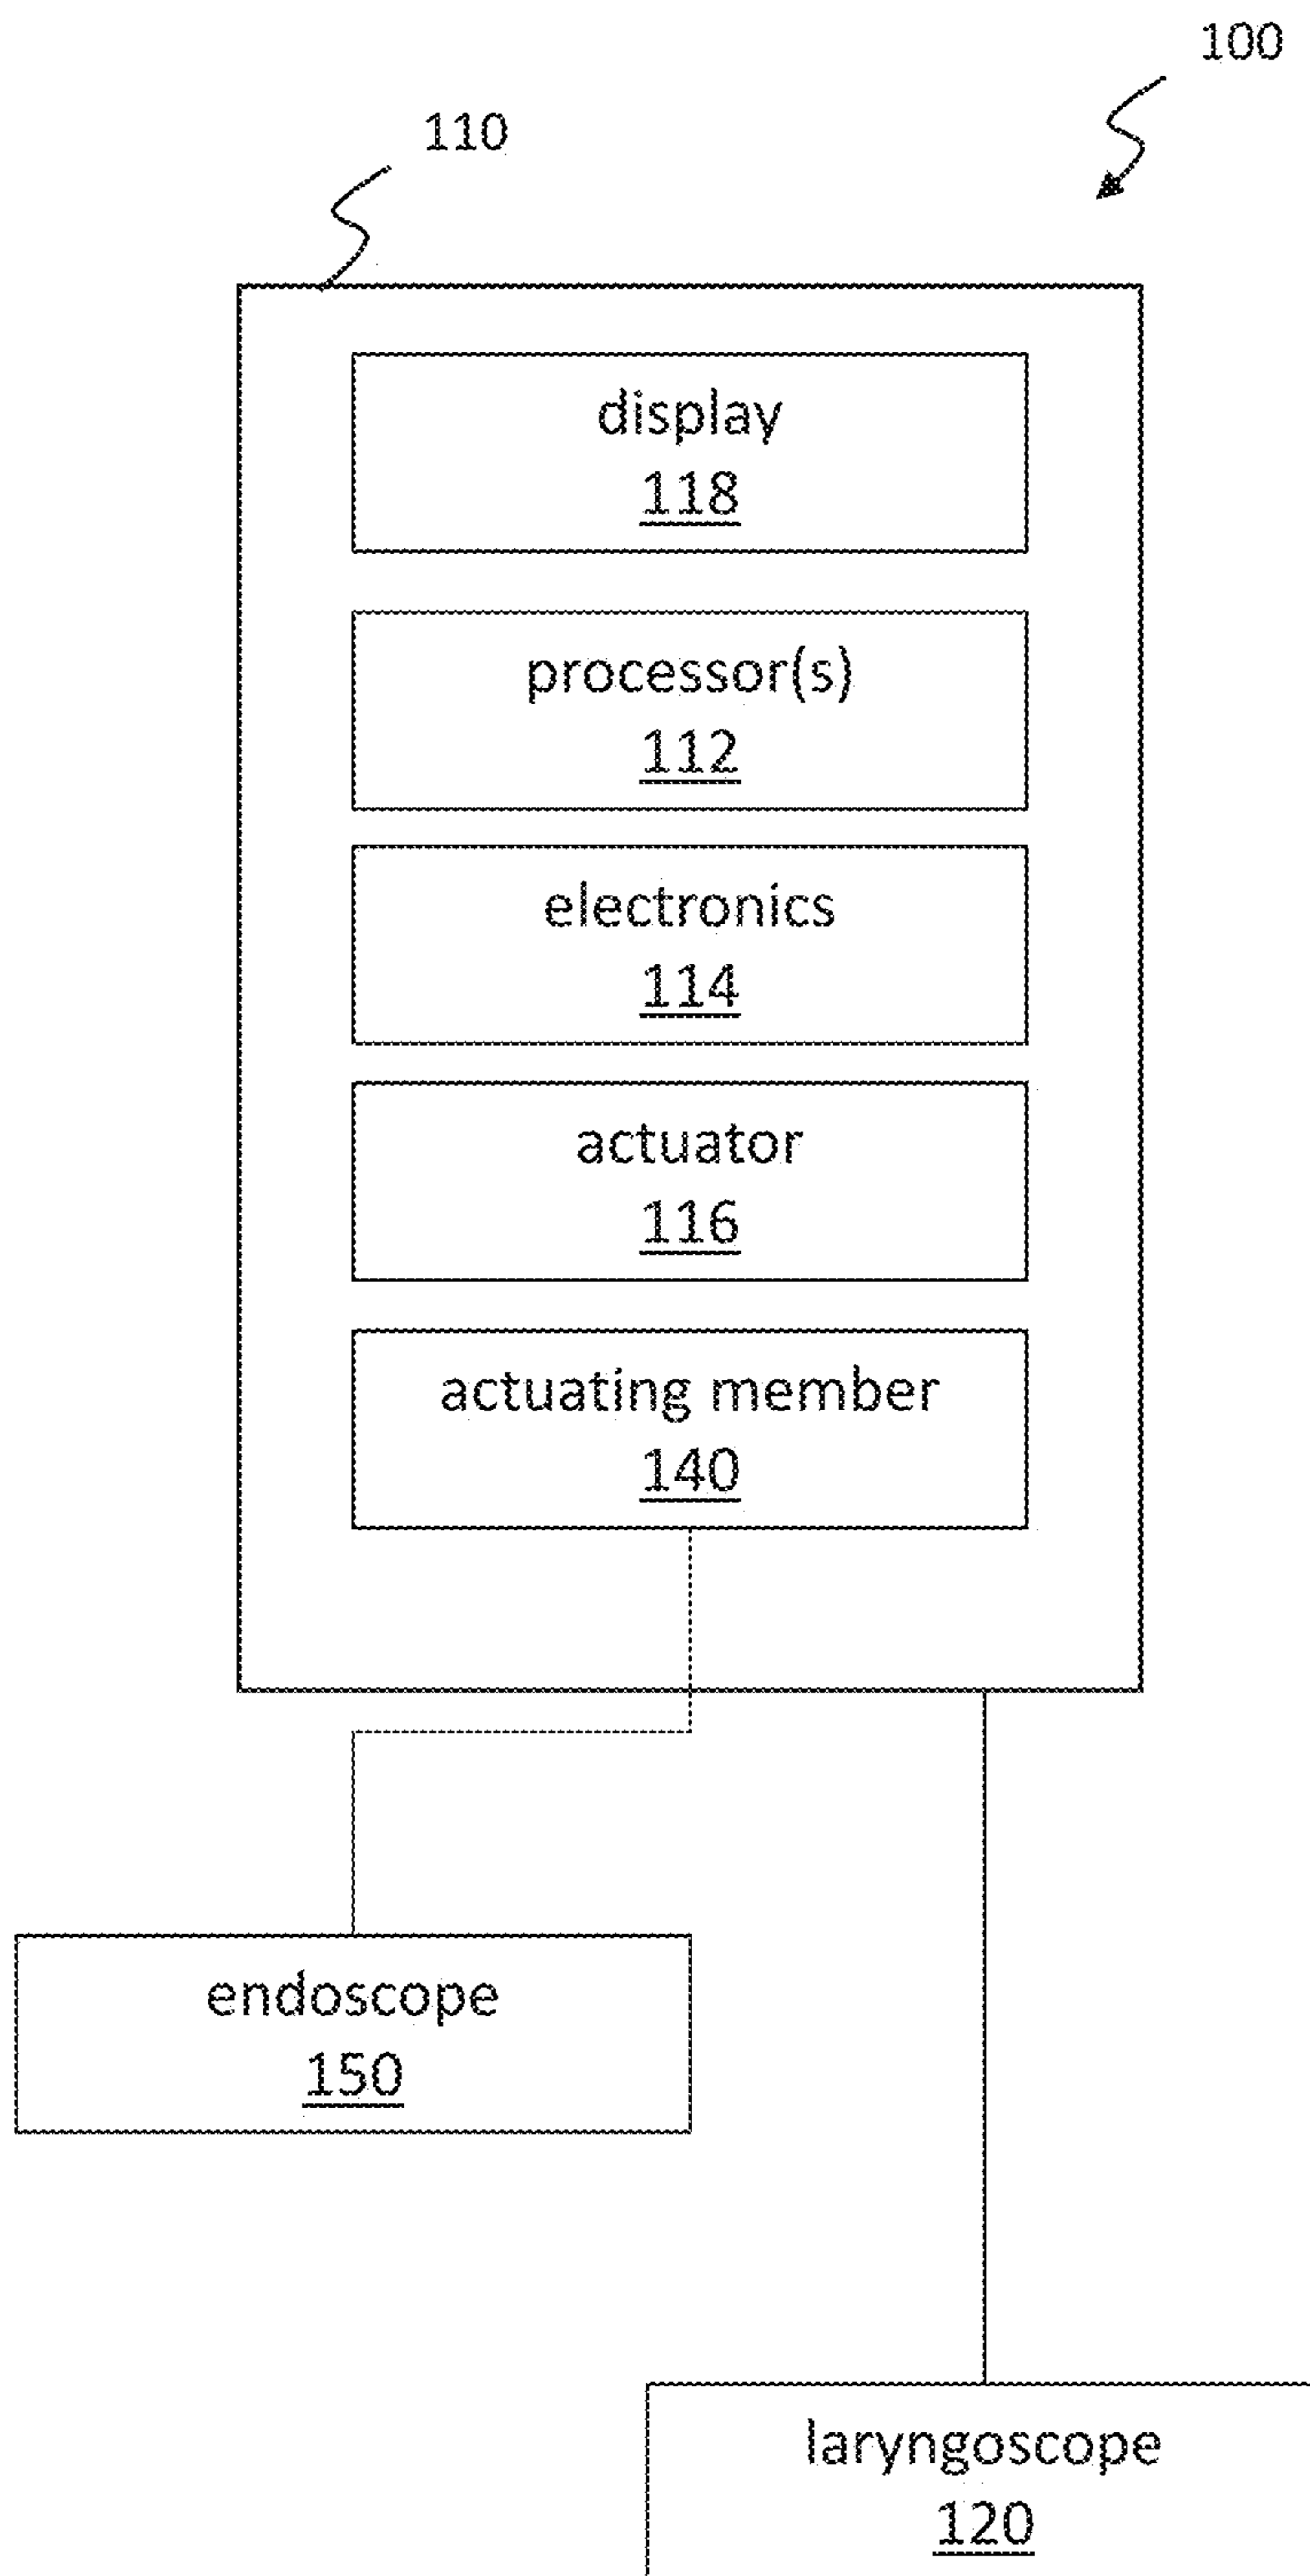 100
110
display
118
processor(s)
112
electronics
114
actuator
116
actuating member
140
endoscope
150
laryngoscope
120